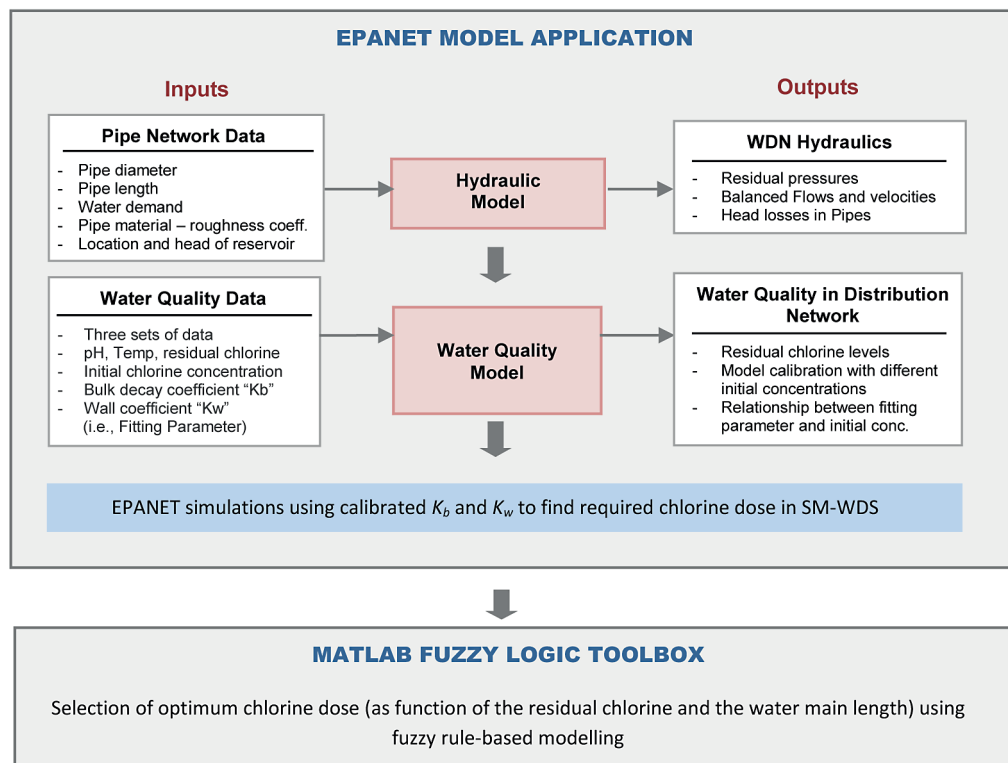 EPANET MODEL APPLICATION
Inputs
Outputs
Pipe Network Data
- Pipe diameter
- Pipe length
- Water demand
- Pipe material – roughness coeff.
- Location and head of reservoir
Hydraulic
Model
WDN Hydraulics
- Residual pressures
- Balanced Flows and velocities
- Head losses in Pipes
Water Quality Data
- Three sets of data
- pH, Temp, residual chlorine
- Initial chlorine concentration
- Bulk decay coefficient “Kb”
- Wall coefficient “Kw”
(i.e., Fitting Parameter)
Water Quality
Model
Water Quality in Distribution
Network
- Residual chlorine levels
- Model calibration with different
initial concentrations
- Relationship between fitting
parameter and initial conc.
EPANET simulations using calibrated Kb and Kw to find required chlorine dose in SM-WDS
MATLAB FUZZY LOGIC TOOLBOX
Selection of optimum chlorine dose (as function of the residual chlorine and the water main length) using
fuzzy rule-based modelling